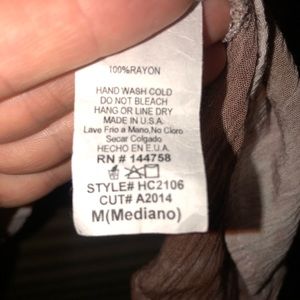 100%RAYON
HAND WASH COLD
DO NOT BLEACH
HANG OR LINE DRY
MADE IN U.S.A.
Lave Frio a Mano,No Cloro
Secar Colgado
HECHO EN E.U.A.
RN # 144758
STYLE# HC2106
CUT# A2014
M(Mediano)